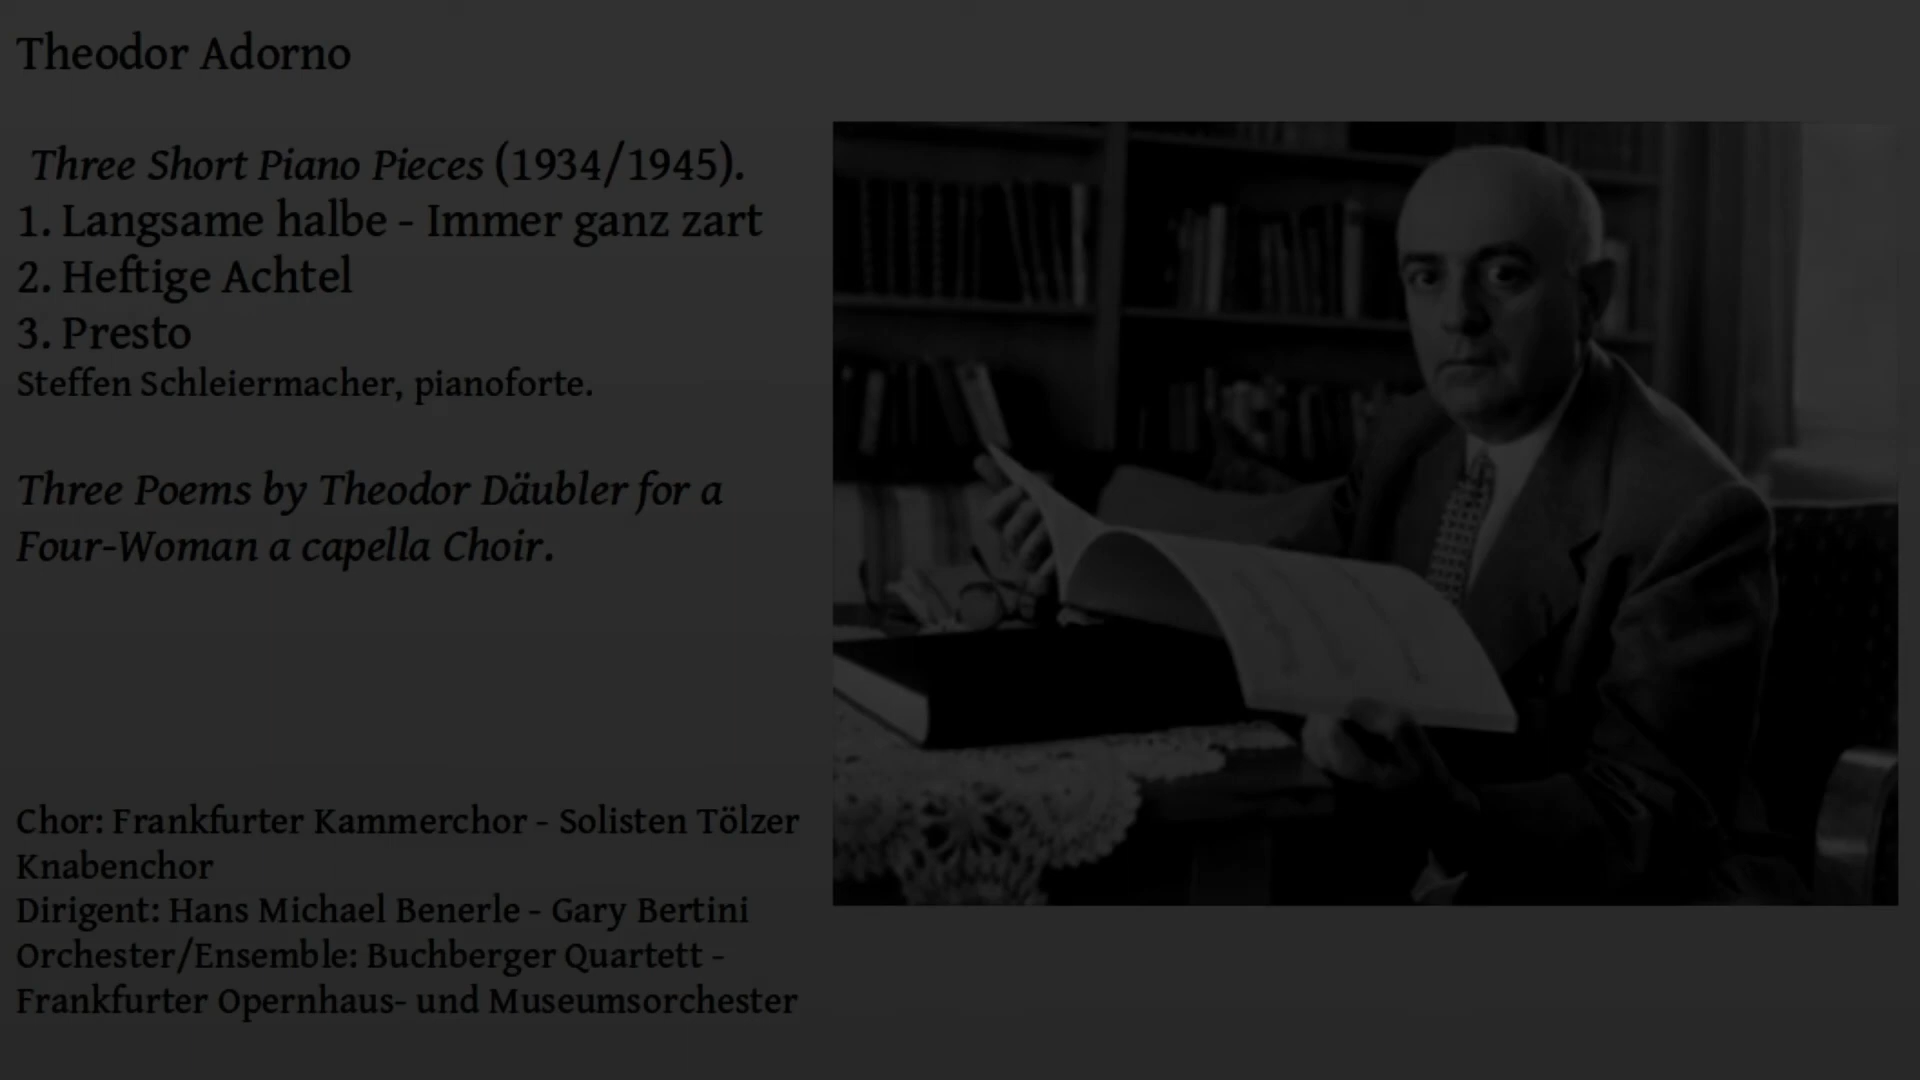 Theodor Adorno
Three Short Piano Pieces (1934/1945).
1. Langsame halbe - Immer ganz zart
2. Heftige Achtel
3. Presto
Steffen Schleiermacher, pianoforte.
Three Poems by Theodor Däubler for a
Four-Woman a capella Choir.
Chor: Frankfurter Kammerchor - Solisten Tölzer
Knabenchor
Dirigent: Hans Michael Benerle - Gary Bertini
Orchester/Ensemble: Buchberger Quartett -
Frankfurter Opernhaus- und Museumsorchester